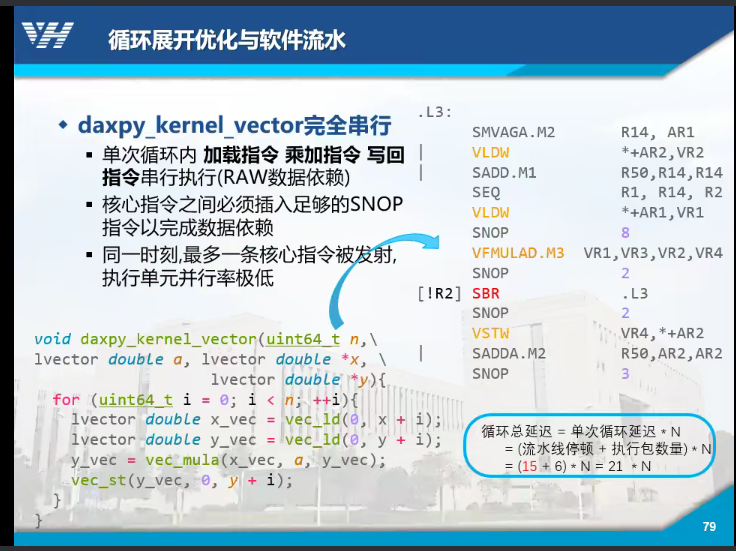 循环展开优化与软件流水
daxpy_kernel_vector完全串行
单次循环内 加载指令 乘加指令 写回
指令串行执行(RAW数据依赖)
核心指令之间必须插入足够的SNOP
指令以完成数据依赖
同一时刻,最多一条核心指令被发射,
执行单元并行率极低
void daxpy_kernel_vector(uint64_t n,\
lvector double a, lvector double *x, \
lvector double *y){
for (uint64_t i = 0; i < n; ++i){
lvector double x_vec = vec_ld(0, x + i);
lvector double y_vec = vec_ld(0, y + i);
y_vec = vec_mula(x_vec, a, y_vec);
vec_st(y_vec, 0, y + i);
}
}
.L3:
SMVAGA.M2 R14, AR1
| VLDW *+AR2,VR2
| SADD.M1 R50,R14,R14
SEQ R1, R14, R2
VLDW *+AR1,VR1
SNOP 8
VFMULAD.M3 VR1,VR3,VR2,VR4
SNOP 2
[!R2] SBR .L3
SNOP 2
VSTW VR4,*+AR2
| SADDA.M2 R50,AR2,AR2
SNOP 3
循环总延迟 = 单次循环延迟 * N
= (流水线停顿 + 执行包数量) * N
= (15 + 6) * N = 21 * N
79